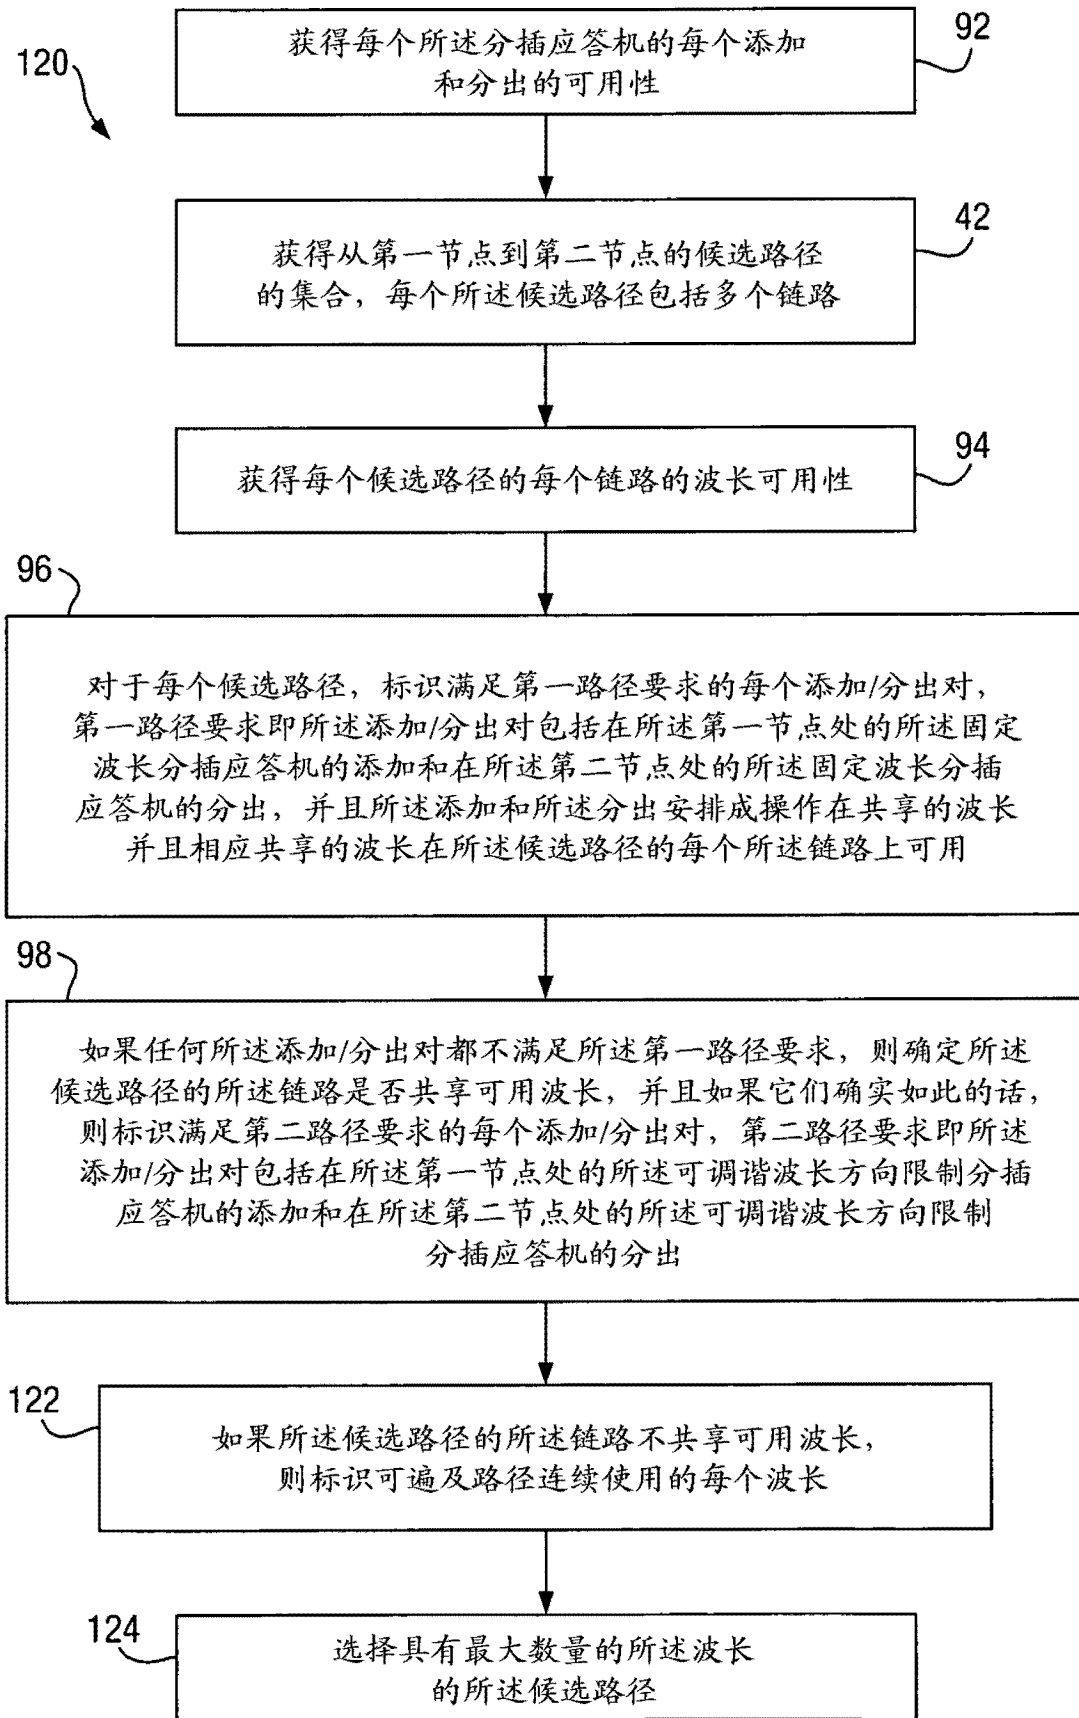 120
92
获得每个所述分插应答机的每个添加
和分出的可用性
42
获得从第一节点到第二节点的候选路径
的集合，每个所述候选路径包括多个链路
94
获得每个候选路径的每个链路的波长可用性
96
对于每个候选路径，标识满足第一路径要求的每个添加/分出对，
第一路径要求即所述添加/分出对包括在所述第一节点处的所述固定
波长分插应答机的添加和在所述第二节点处的所述固定波长分插
应答机的分出，并且所述添加和所述分出安排成操作在共享的波长
并且相应共享的波长在所述候选路径的每个所述链路上可用
98
如果任何所述添加/分出对都不满足所述第一路径要求，则确定所述
候选路径的所述链路是否共享可用波长，并且如果它们确实如此的话，
则标识满足第二路径要求的每个添加/分出对，第二路径要求即所述
添加/分出对包括在所述第一节点处的所述可调谐波长方向限制分插
应答机的添加和在所述第二节点处的所述可调谐波长方向限制
分插应答机的分出
122
如果所述候选路径的所述链路不共享可用波长，
则标识可遍及路径连续使用的每个波长
124
选择具有最大数量的所述波长
的所述候选路径